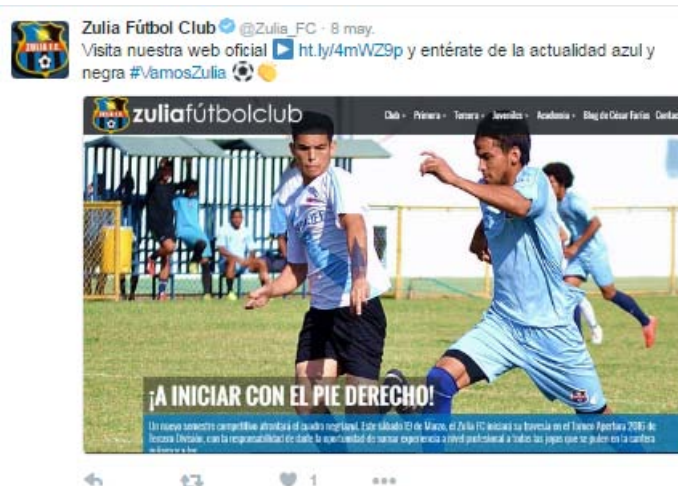 Zulia Fútbol Club @Zulia_FC · 8 may.
Visita nuestra web oficial ht.ly/4mWZ9p y entérate de la actualidad azul y
negra #VamosZulia
ZULIA F.C.
zuliafútbolclub
Club Primera Tercera Juveniles Academia Blog de César Farías Contac
¡A INICIAR CON EL PIE DERECHO!
Un nuevo semestre competitivo afrontará el cuadro negriazul. Este sábado 19 de Marzo, el Zulia FC iniciará su travesía en el Torneo Apertura 2016 de
Tercera División, con la responsabilidad de darle la oportunidad de sumar experiencia a nivel profesional a todas las joyas que se pulen en la cantera
1